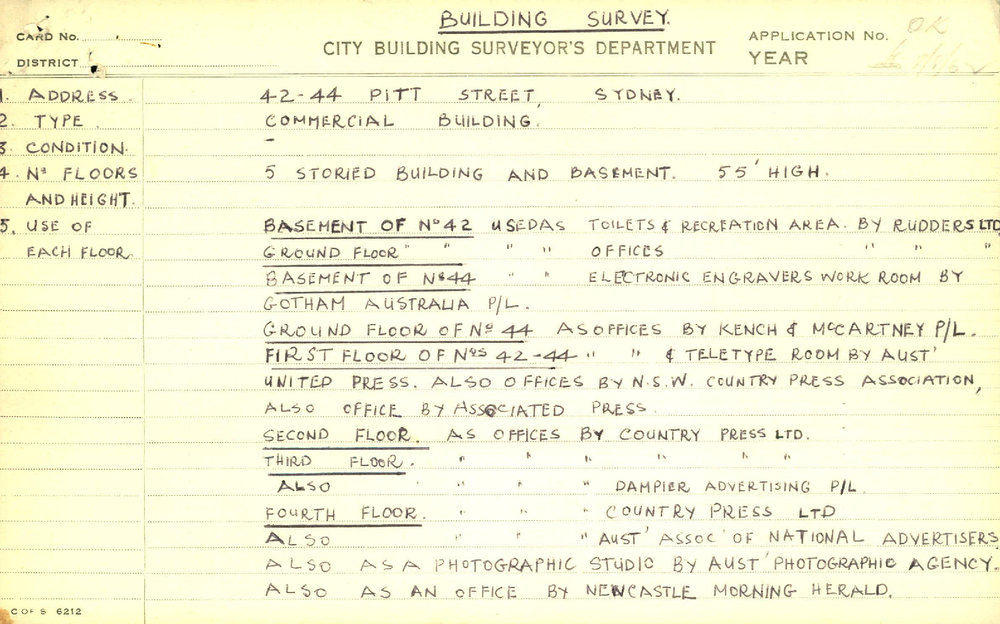 BUILDING SURVEY.
CARD No.
CITY BUILDING SURVEYOR'S DEPARTMENT
APPLICATION No. OK
DISTRICT
YEAR
1. ADDRESS. 42-44 PITT STREET, SYDNEY.
2. TYPE. COMMERCIAL BUILDING.
3. CONDITION. –
4. Nº FLOORS 5 STORIED BUILDING AND BASEMENT. 55' HIGH.
AND HEIGHT.
5. USE OF BASEMENT OF Nº 42 USED AS TOILETS & RECREATION AREA. BY RUDDERS LTD
EACH FLOOR. GROUND FLOOR " " " " OFFICES " " "
BASEMENT OF Nº 44 " " ELECTRONIC ENGRAVERS WORK ROOM BY
GOTHAM AUSTRALIA P/L.
GROUND FLOOR OF Nº 44 AS OFFICES BY KENCH & McCARTNEY P/L.
FIRST FLOOR OF Nºs 42-44 " " & TELETYPE ROOM BY AUST'
UNITED PRESS. ALSO OFFICES BY N.S.W. COUNTRY PRESS ASSOCIATION,
ALSO OFFICE BY ASSOCIATED PRESS.
SECOND FLOOR. AS OFFICES BY COUNTRY PRESS LTD.
THIRD FLOOR. " " " " " "
ALSO " " " DAMPIER ADVERTISING P/L.
FOURTH FLOOR. " " " COUNTRY PRESS LTD
ALSO " " " AUST' ASSOC' OF NATIONAL ADVERTISERS
ALSO AS A PHOTOGRAPHIC STUDIO BY AUST' PHOTOGRAPHIC AGENCY.
ALSO AS AN OFFICE BY NEWCASTLE MORNING HERALD.
C OF S 6212